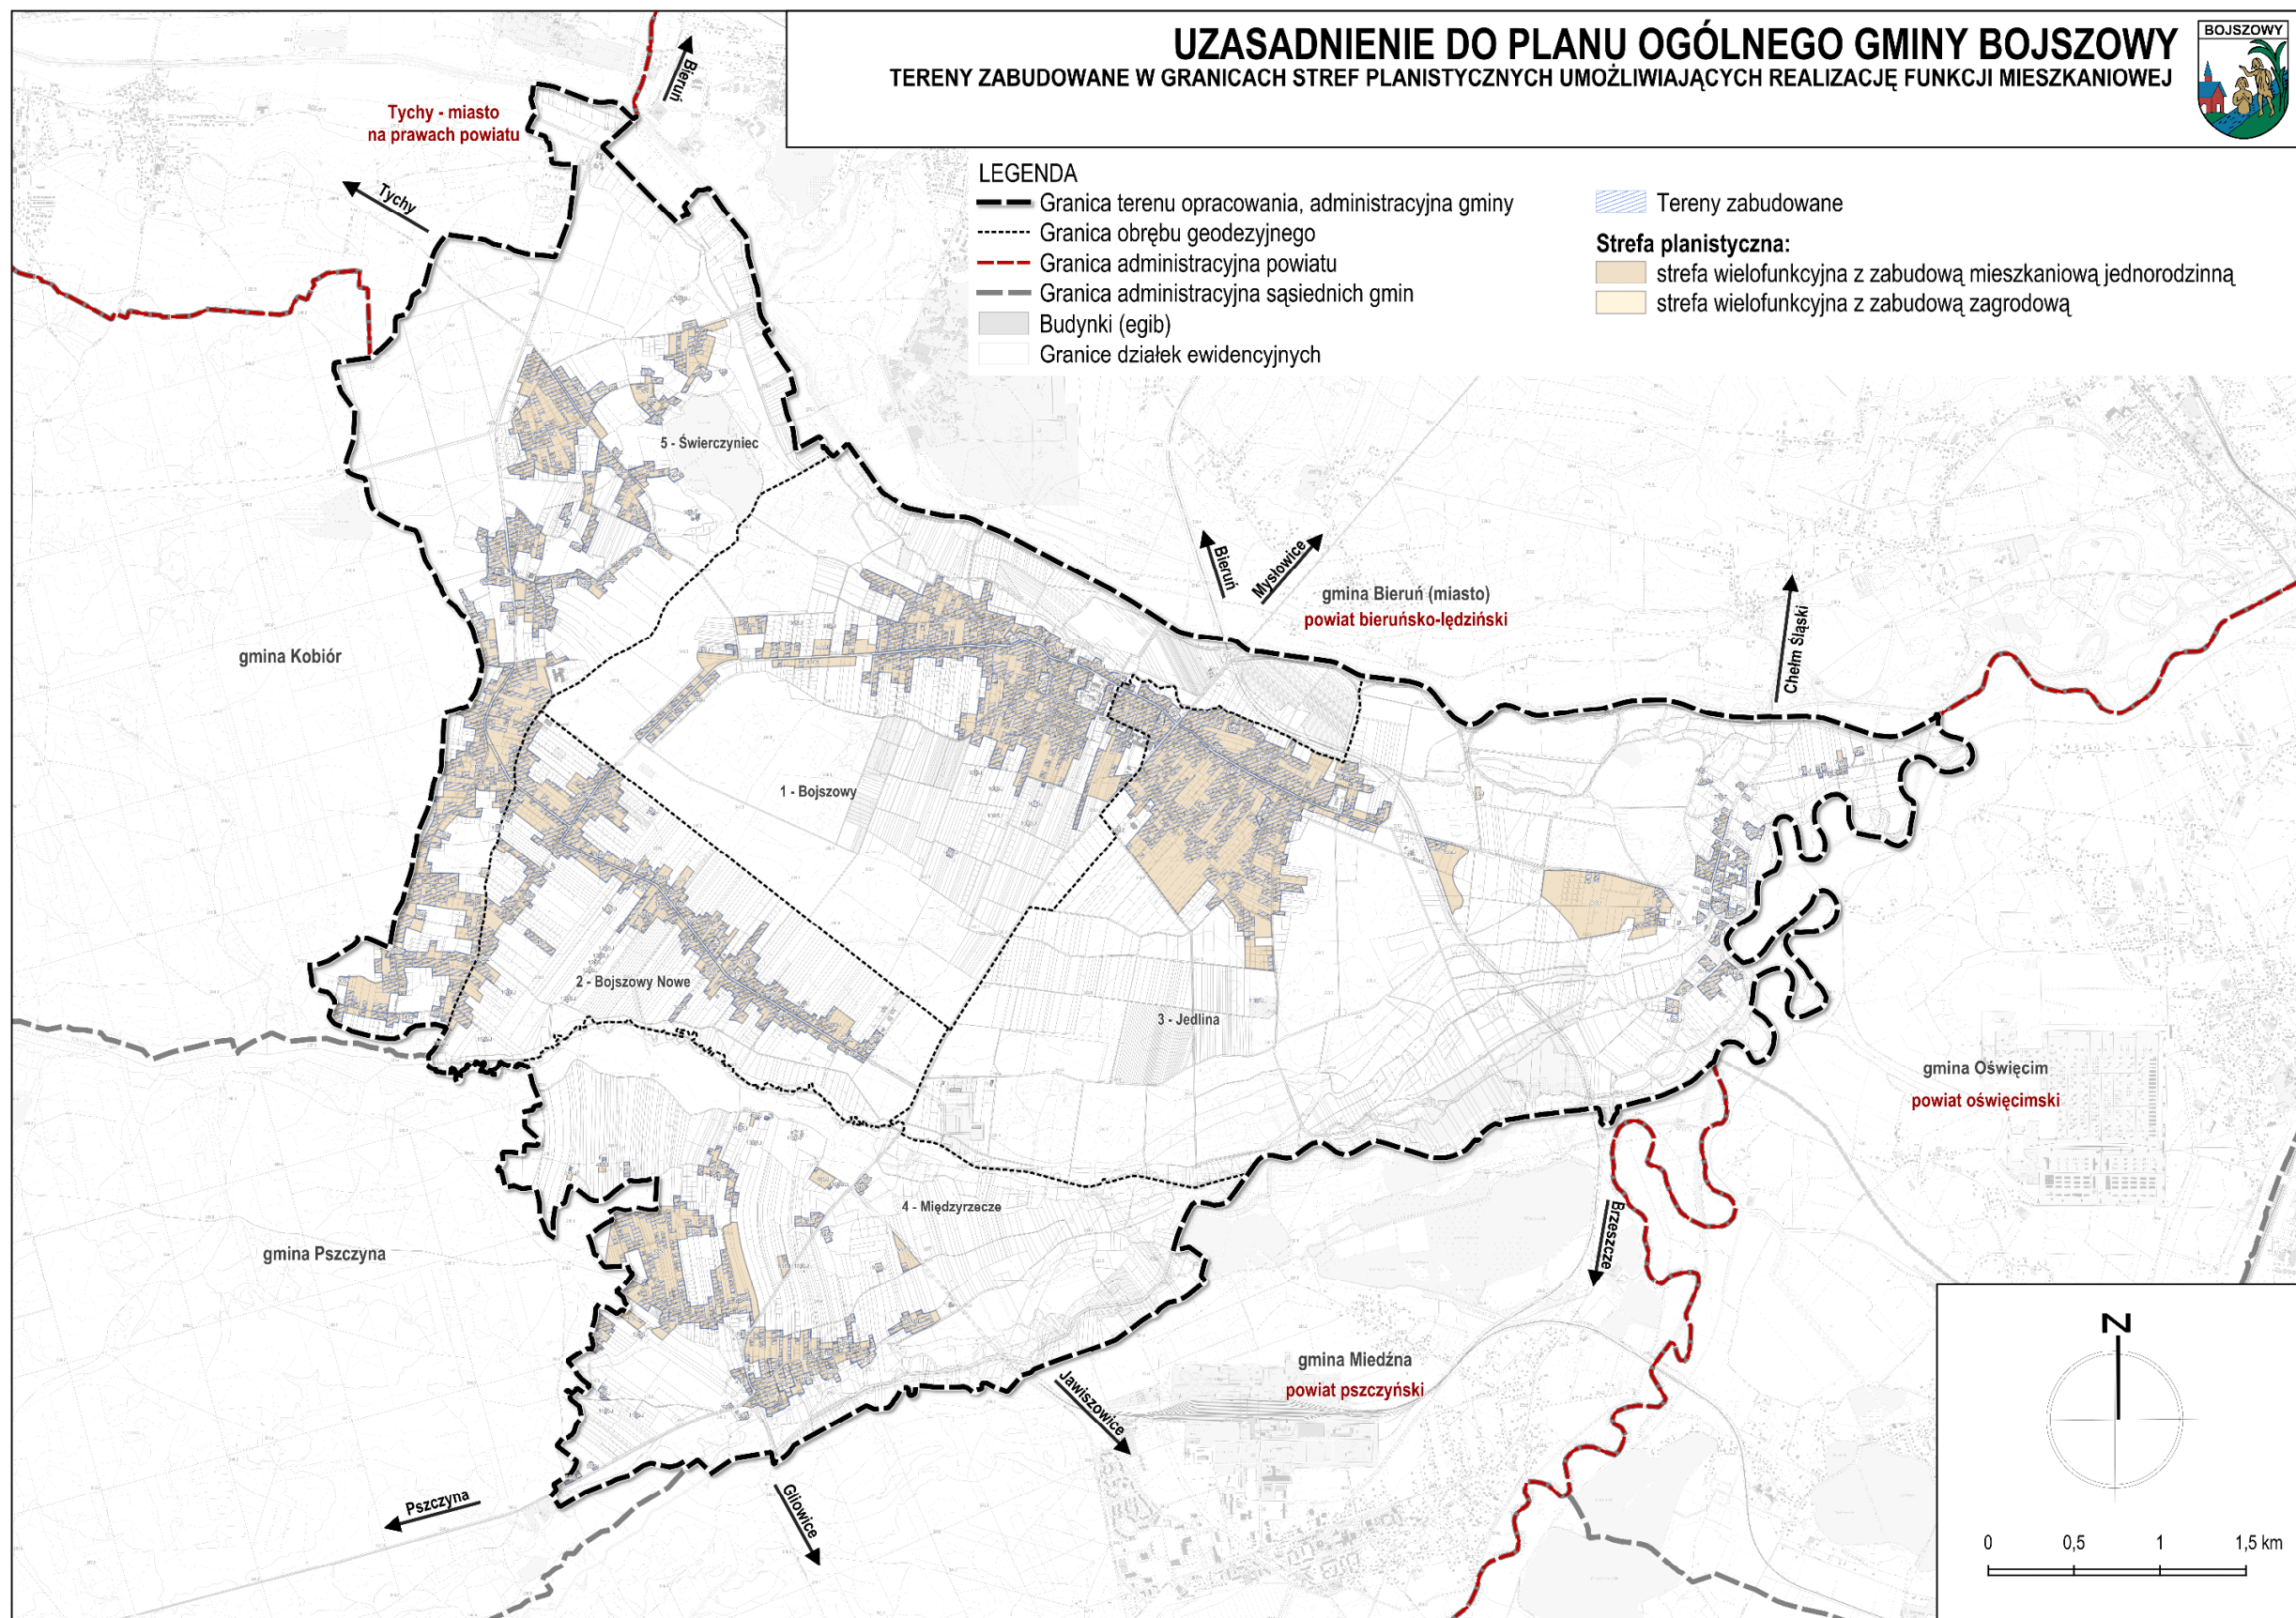 UZASADNIENIE DO PLANU OGÓLNEGO GMINY BOJSZOWY
TERENY ZABUDOWANE W GRANICACH STREF PLANISTYCZNYCH UMOŻLIWIAJĄCYCH REALIZACJĘ FUNKCJI MIESZKANIOWEJ
BOJSZOWY
LEGENDA
Granica terenu opracowania, administracyjna gminy
Granica obrębu geodezyjnego
Granica administracyjna powiatu
Granica administracyjna sąsiednich gmin
Budynki (egib)
Granice działek ewidencyjnych
Tereny zabudowane
Strefa planistyczna:
strefa wielofunkcyjna z zabudową mieszkaniową jednorodzinną
strefa wielofunkcyjna z zabudową zagrodową
Bieruń
Tychy - miasto
na prawach powiatu
Tychy
5 - Świerczyniec
Bieruń
Mysłowice
gmina Bieruń (miasto)
powiat bieruńsko-lędziński
Chełm Śląski
gmina Kobiór
1 - Bojszowy
2 - Bojszowy Nowe
3 - Jedlina
gmina Oświęcim
powiat oświęcimski
4 - Międzyrzecze
Brzeszcze
gmina Pszczyna
gmina Miedźna
powiat pszczyński
Jawiszowice
Pszczyna
Gilowice
N
0 0,5 1 1,5 km